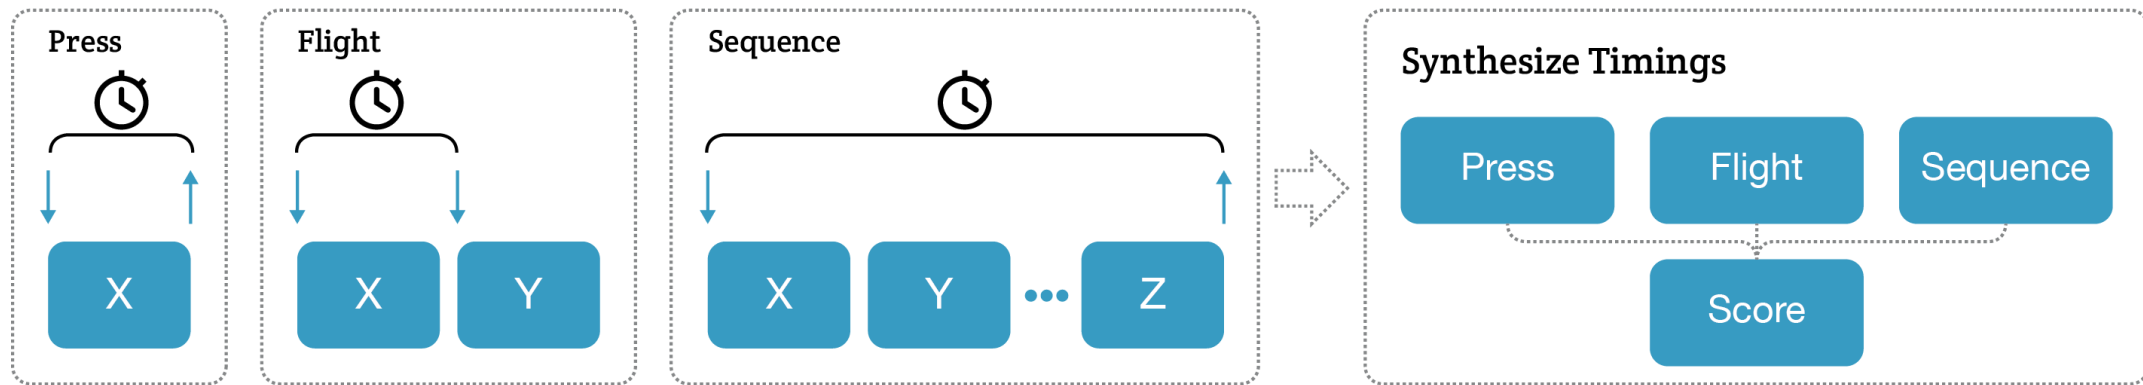 Press
X
Flight
X
Y
Sequence
X
Y
Z
Synthesize Timings
Press
Flight
Sequence
Score